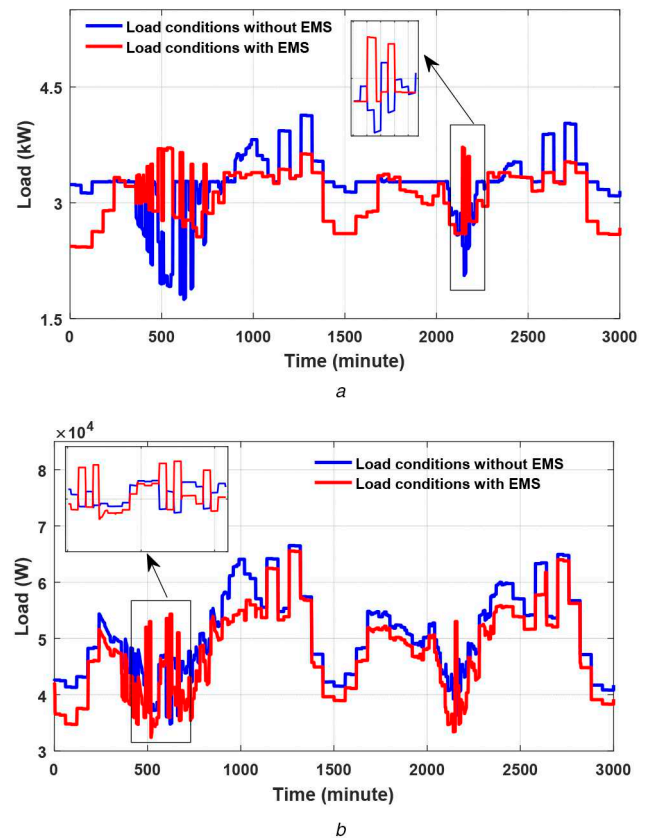 Load conditions without EMS
Load conditions with EMS
4.5
3
1.5
Load (kW)
0 500 1000 1500 2000 2500 3000
Time (minute)
a
×10⁴
Load conditions without EMS
Load conditions with EMS
8
7
6
5
4
3
Load (W)
0 500 1000 1500 2000 2500 3000
Time (minute)
b